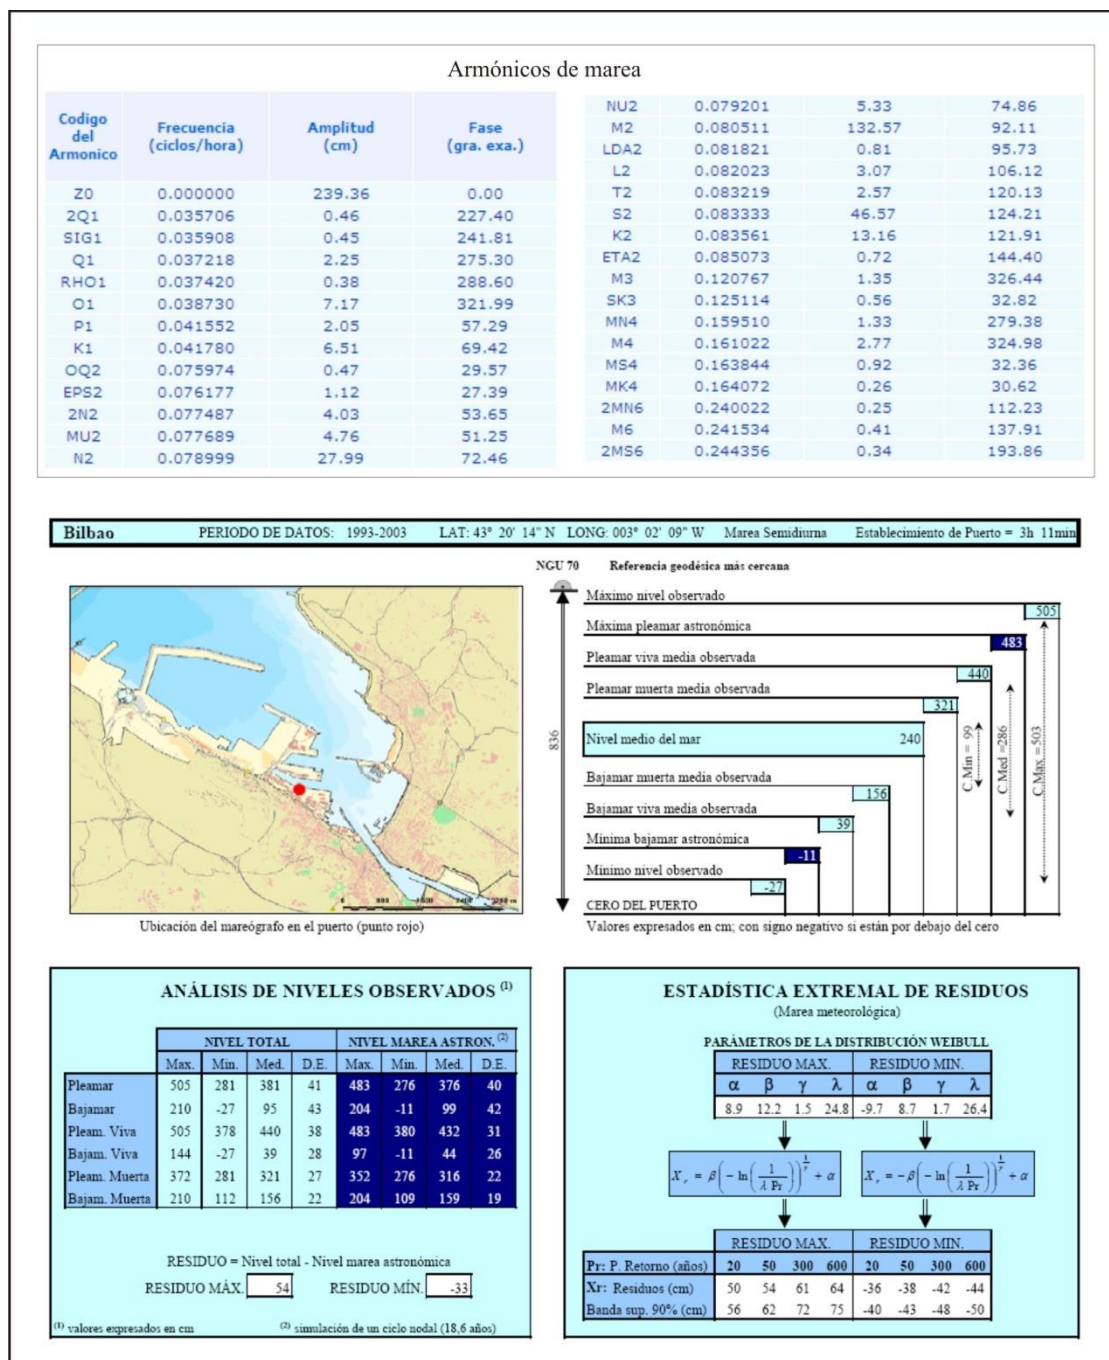 Armónicos de marea
Codigo del Armonico Frecuencia (ciclos/hora) Amplitud (cm) Fase (gra. exa.)
Z0 0.000000 239.36 0.00
2Q1 0.035706 0.46 227.40
SIG1 0.035908 0.45 241.81
Q1 0.037218 2.25 275.30
RHO1 0.037420 0.38 288.60
O1 0.038730 7.17 321.99
P1 0.041552 2.05 57.29
K1 0.041780 6.51 69.42
OQ2 0.075974 0.47 29.57
EPS2 0.076177 1.12 27.39
2N2 0.077487 4.03 53.65
MU2 0.077689 4.76 51.25
N2 0.078999 27.99 72.46
NU2 0.079201 5.33 74.86
M2 0.080511 132.57 92.11
LDA2 0.081821 0.81 95.73
L2 0.082023 3.07 106.12
T2 0.083219 2.57 120.13
S2 0.083333 46.57 124.21
K2 0.083561 13.16 121.91
ETA2 0.085073 0.72 144.40
M3 0.120767 1.35 326.44
SK3 0.125114 0.56 32.82
MN4 0.159510 1.33 279.38
M4 0.161022 2.77 324.98
MS4 0.163844 0.92 32.36
MK4 0.164072 0.26 30.62
2MN6 0.240022 0.25 112.23
M6 0.241534 0.41 137.91
2MS6 0.244356 0.34 193.86
Bilbao PERIODO DE DATOS: 1993-2003 LAT: 43º 20' 14" N LONG: 003º 02' 09" W Marea Semidiurna Establecimiento de Puerto = 3h 11min
NGU 70 Referencia geodésica más cercana
Máximo nivel observado
505
Máxima pleamar astronómica
483
Pleamar viva media observada
440
Pleamar muerta media observada
321
Nivel medio del mar 240
Bajamar muerta media observada
156
Bajamar viva media observada
39
Mínima bajamar astronómica
-11
Mínimo nivel observado
-27
CERO DEL PUERTO
836
C.Min = 99
C.Med =286
C.Max =503
Ubicación del mareógrafo en el puerto (punto rojo)
Valores expresados en cm; con signo negativo si están por debajo del cero
ANÁLISIS DE NIVELES OBSERVADOS (1)
NIVEL TOTAL NIVEL MAREA ASTRON. (2)
Max. Min. Med. D.E. Max. Min. Med. D.E.
Pleamar 505 281 381 41 483 276 376 40
Bajamar 210 -27 95 43 204 -11 99 42
Pleam. Viva 505 378 440 38 483 380 432 31
Bajam. Viva 144 -27 39 28 97 -11 44 26
Pleam. Muerta 372 281 321 27 352 276 316 22
Bajam. Muerta 210 112 156 22 204 109 159 19
RESIDUO = Nivel total - Nivel marea astronómica
RESIDUO MÁX. 54 RESIDUO MÍN. -33
(1) valores expresados en cm (2) simulación de un ciclo nodal (18,6 años)
ESTADÍSTICA EXTREMAL DE RESIDUOS
(Marea meteorológica)
PARÁMETROS DE LA DISTRIBUCIÓN WEIBULL
RESIDUO MAX. RESIDUO MIN.
α β γ λ α β γ λ
8.9 12.2 1.5 24.8 -9.7 8.7 1.7 26.4
X r = β(− ln(1/λ Pr))^(1/γ) + α X r = −β(− ln(1/λ Pr))^(1/γ) + α
RESIDUO MAX. RESIDUO MIN.
Pr: P. Retorno (años) 20 50 300 600 20 50 300 600
Xr: Residuos (cm) 50 54 61 64 -36 -38 -42 -44
Banda sup. 90% (cm) 56 62 72 75 -40 -43 -48 -50